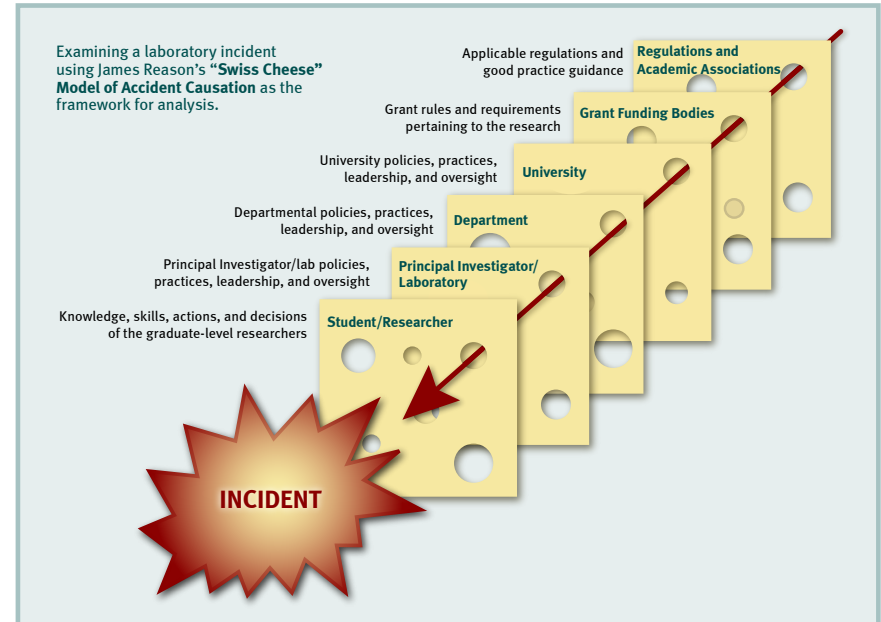 Examining a laboratory incident
using James Reason's “Swiss Cheese”
Model of Accident Causation as the
framework for analysis.
Applicable regulations and
good practice guidance
Regulations and
Academic Associations
Grant rules and requirements
pertaining to the research
Grant Funding Bodies
University policies, practices,
leadership, and oversight
University
Departmental policies, practices,
leadership, and oversight
Department
Principal Investigator/lab policies,
practices, leadership, and oversight
Principal Investigator/
Laboratory
Knowledge, skills, actions, and decisions
of the graduate-level researchers
Student/Researcher
INCIDENT